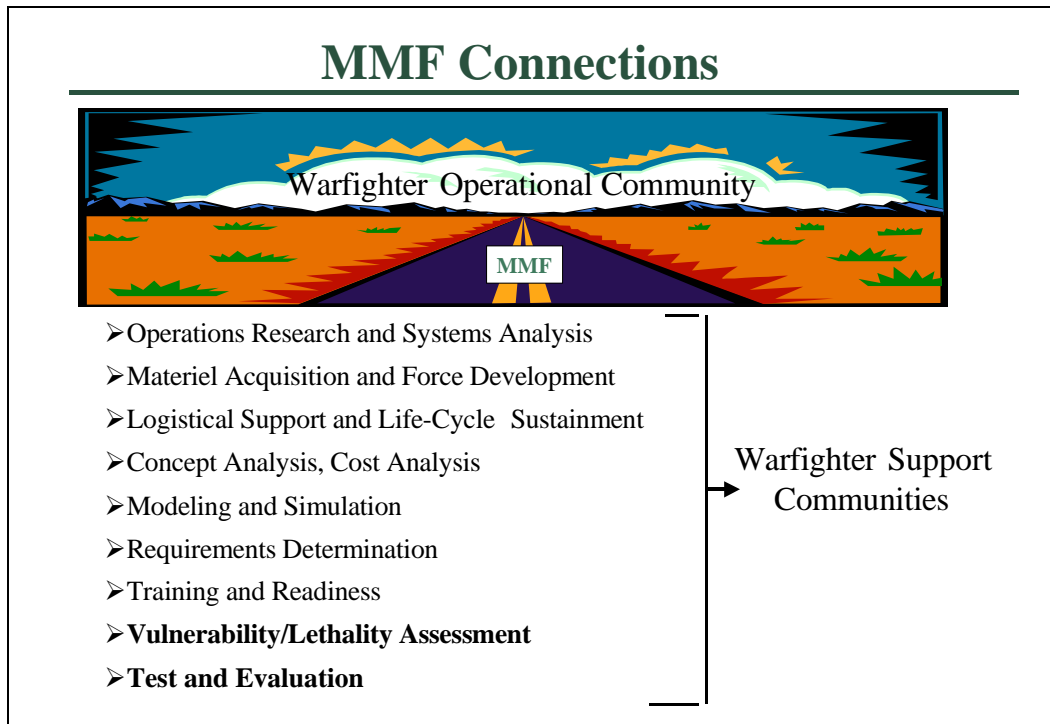 MMF Connections
Warfighter Operational Community
MMF
➢Operations Research and Systems Analysis
➢Materiel Acquisition and Force Development
➢Logistical Support and Life-Cycle Sustainment
➢Concept Analysis, Cost Analysis
➢Modeling and Simulation
➢Requirements Determination
➢Training and Readiness
➢Vulnerability/Lethality Assessment
➢Test and Evaluation
Warfighter Support
Communities